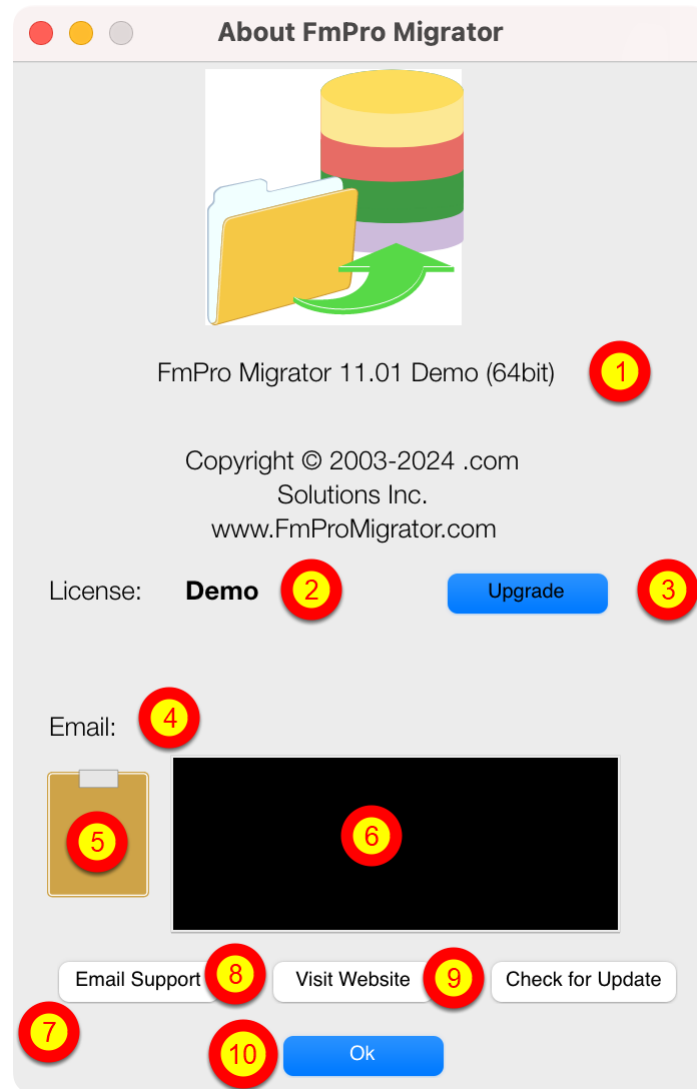 About FmPro Migrator
FmPro Migrator 11.01 Demo (64bit) 1
Copyright © 2003-2024 .com
Solutions Inc.
www.FmProMigrator.com
License: Demo 2 Upgrade 3
Email: 4
5 6
Email Support 8 Visit Website 9 Check for Update
7
10 Ok